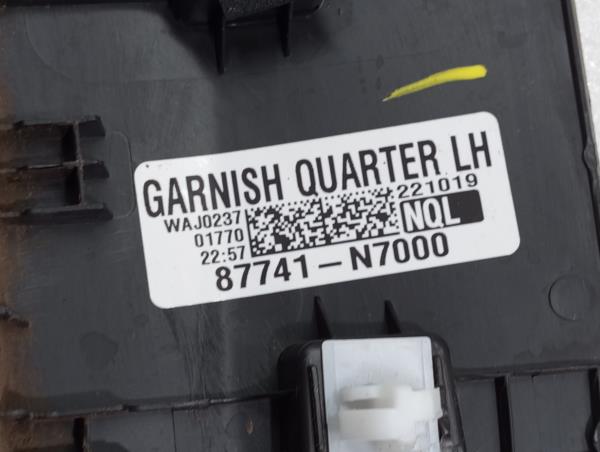 GARNISH QUARTER LH
WAJ0237
221019
01770
NQL
22:57
87741-N7000